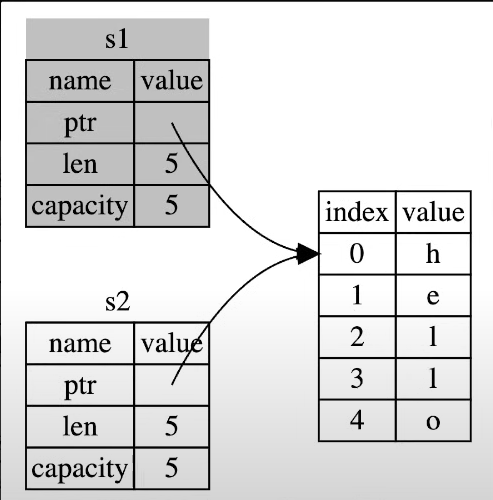 s1
name value
ptr
len 5
capacity 5
s2
name value
ptr
len 5
capacity 5
index value
0 h
1 e
2 l
3 l
4 o